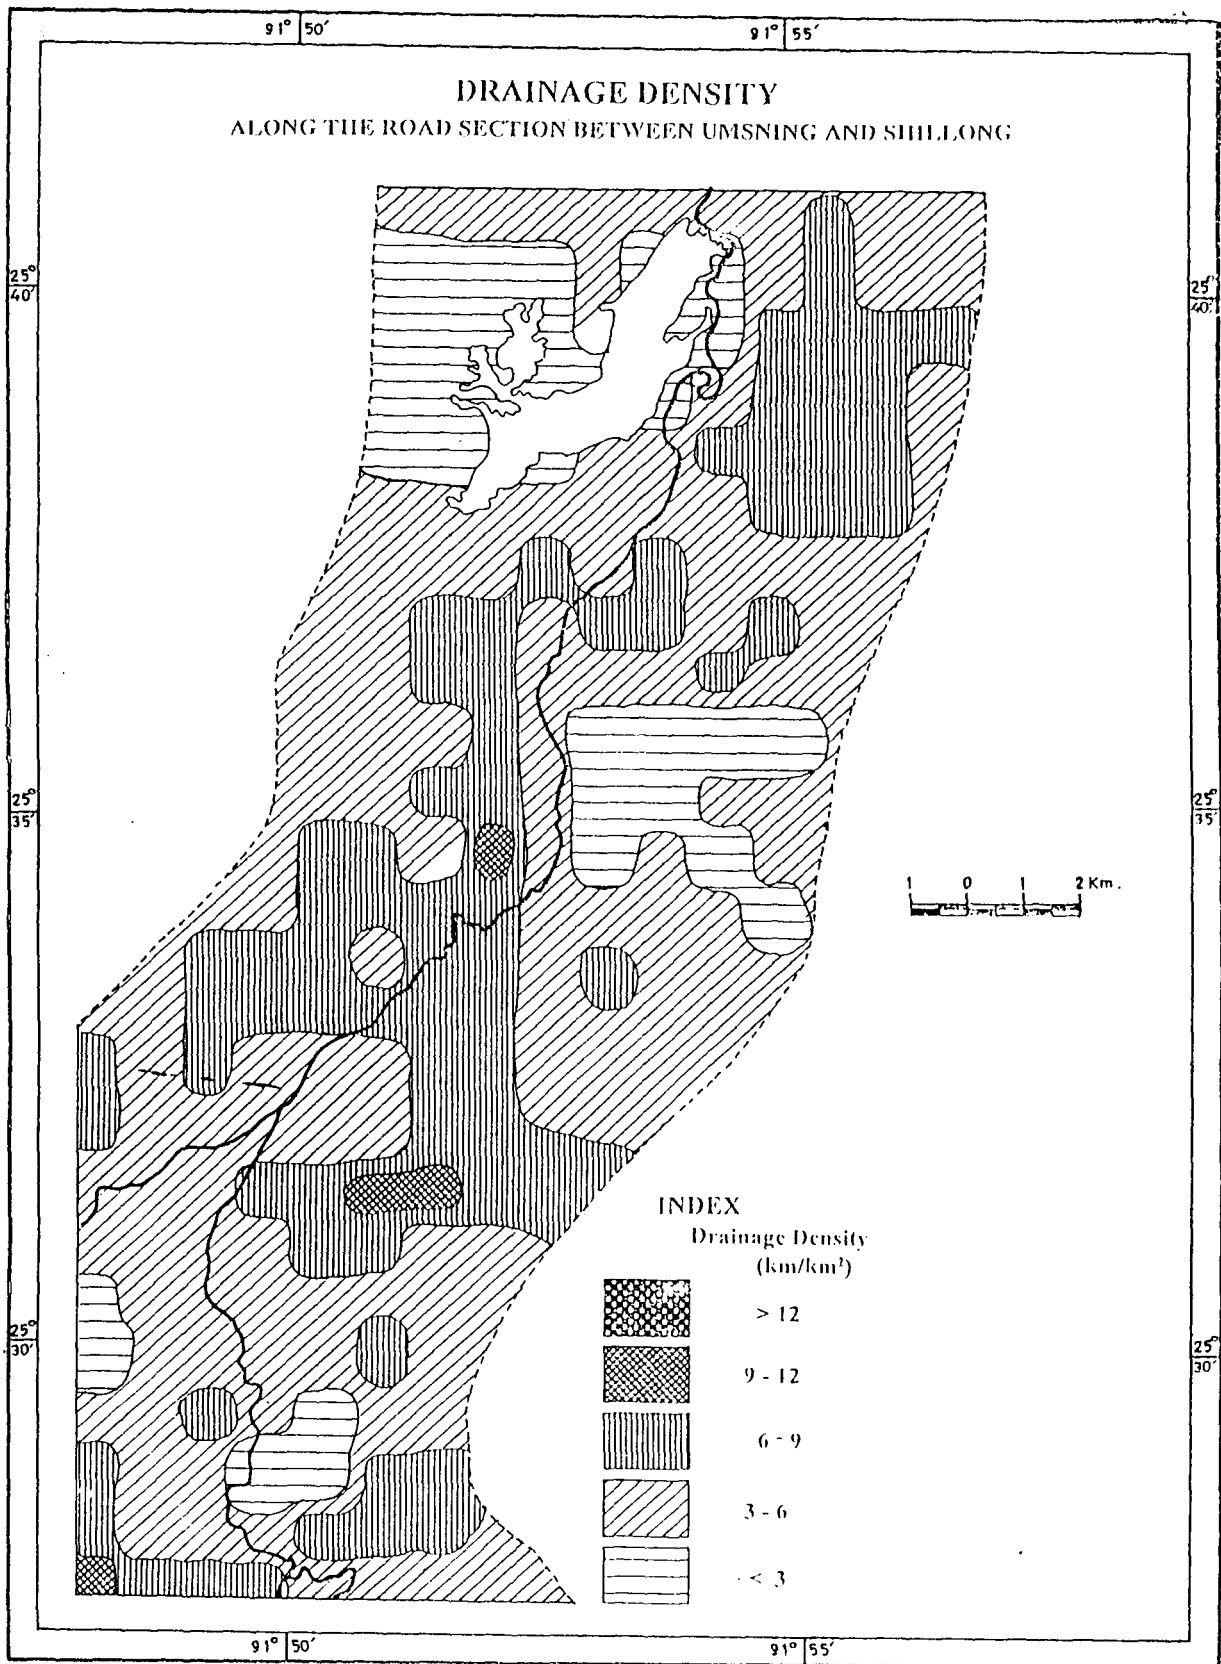 91° 50′ 91° 55′
DRAINAGE DENSITY
ALONG THE ROAD SECTION BETWEEN UMSNING AND SHILLONG
25° 40′ 25° 40′
25° 35′ 25° 35′
1 0 1 2 Km.
INDEX
Drainage Density
(km/km²)
> 12
9 - 12
6 - 9
3 - 6
< 3
25° 30′ 25° 30′
91° 50′ 91° 55′